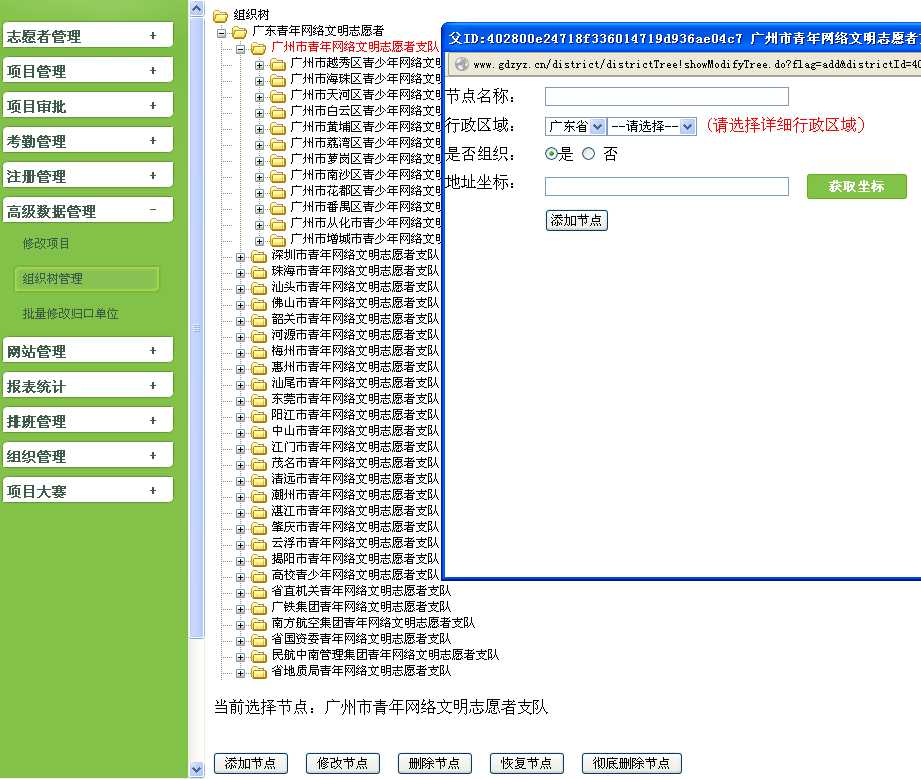 志愿者管理 +
项目管理 +
项目审批 +
考勤管理 +
注册管理 +
高级数据管理 −
修改项目
组织树管理
批量修改归口单位
网站管理 +
报表统计 +
排班管理 +
组织管理 +
项目大赛 +
组织树
广东青年网络文明志愿者
广州市青年网络文明志愿者支队
广州市越秀区青少年网络文明
广州市海珠区青少年网络文明
广州市天河区青少年网络文明
广州市白云区青少年网络文明
广州市黄埔区青少年网络文明
广州市荔湾区青少年网络文明
广州市萝岗区青少年网络文明
广州市南沙区青少年网络文明
广州市花都区青少年网络文明
广州市番禺区青少年网络文明
广州市从化市青少年网络文明
广州市增城市青少年网络文明
深圳市青年网络文明志愿者支队
珠海市青年网络文明志愿者支队
汕头市青年网络文明志愿者支队
佛山市青年网络文明志愿者支队
韶关市青年网络文明志愿者支队
河源市青年网络文明志愿者支队
梅州市青年网络文明志愿者支队
惠州市青年网络文明志愿者支队
汕尾市青年网络文明志愿者支队
东莞市青年网络文明志愿者支队
阳江市青年网络文明志愿者支队
中山市青年网络文明志愿者支队
江门市青年网络文明志愿者支队
茂名市青年网络文明志愿者支队
清远市青年网络文明志愿者支队
潮州市青年网络文明志愿者支队
湛江市青年网络文明志愿者支队
肇庆市青年网络文明志愿者支队
云浮市青年网络文明志愿者支队
揭阳市青年网络文明志愿者支队
高校青少年网络文明志愿者支队
省直机关青年网络文明志愿者支队
广铁集团青年网络文明志愿者支队
南方航空集团青年网络文明志愿者支队
省国资委青年网络文明志愿者支队
民航中南管理集团青年网络文明志愿者支队
省地质局青年网络文明志愿者支队
当前选择节点：广州市青年网络文明志愿者支队
添加节点 修改节点 删除节点 恢复节点 彻底删除节点
父ID:402800e24718f336014719d936ae04c7 广州市青年网络文明志愿者
www.gdzyz.cn/district/districtTree!showModifyTree.do?flag=add&districtId=40
节点名称：
行政区域： 广东省 --请选择-- （请选择详细行政区域）
是否组织： 是 否
地址坐标： 获取坐标
添加节点